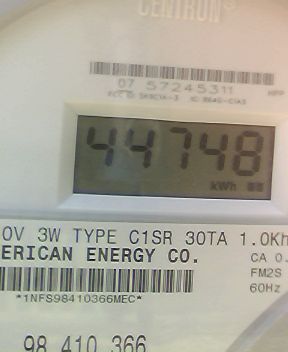 CENTRON®
07 57245311
44748
kWh
0V 3W TYPE C1SR 30TA 1.0Kh
ERICAN ENERGY CO.
CA 0.
FM2S
*1NFS98410366MEC*
60Hz
98 410 366